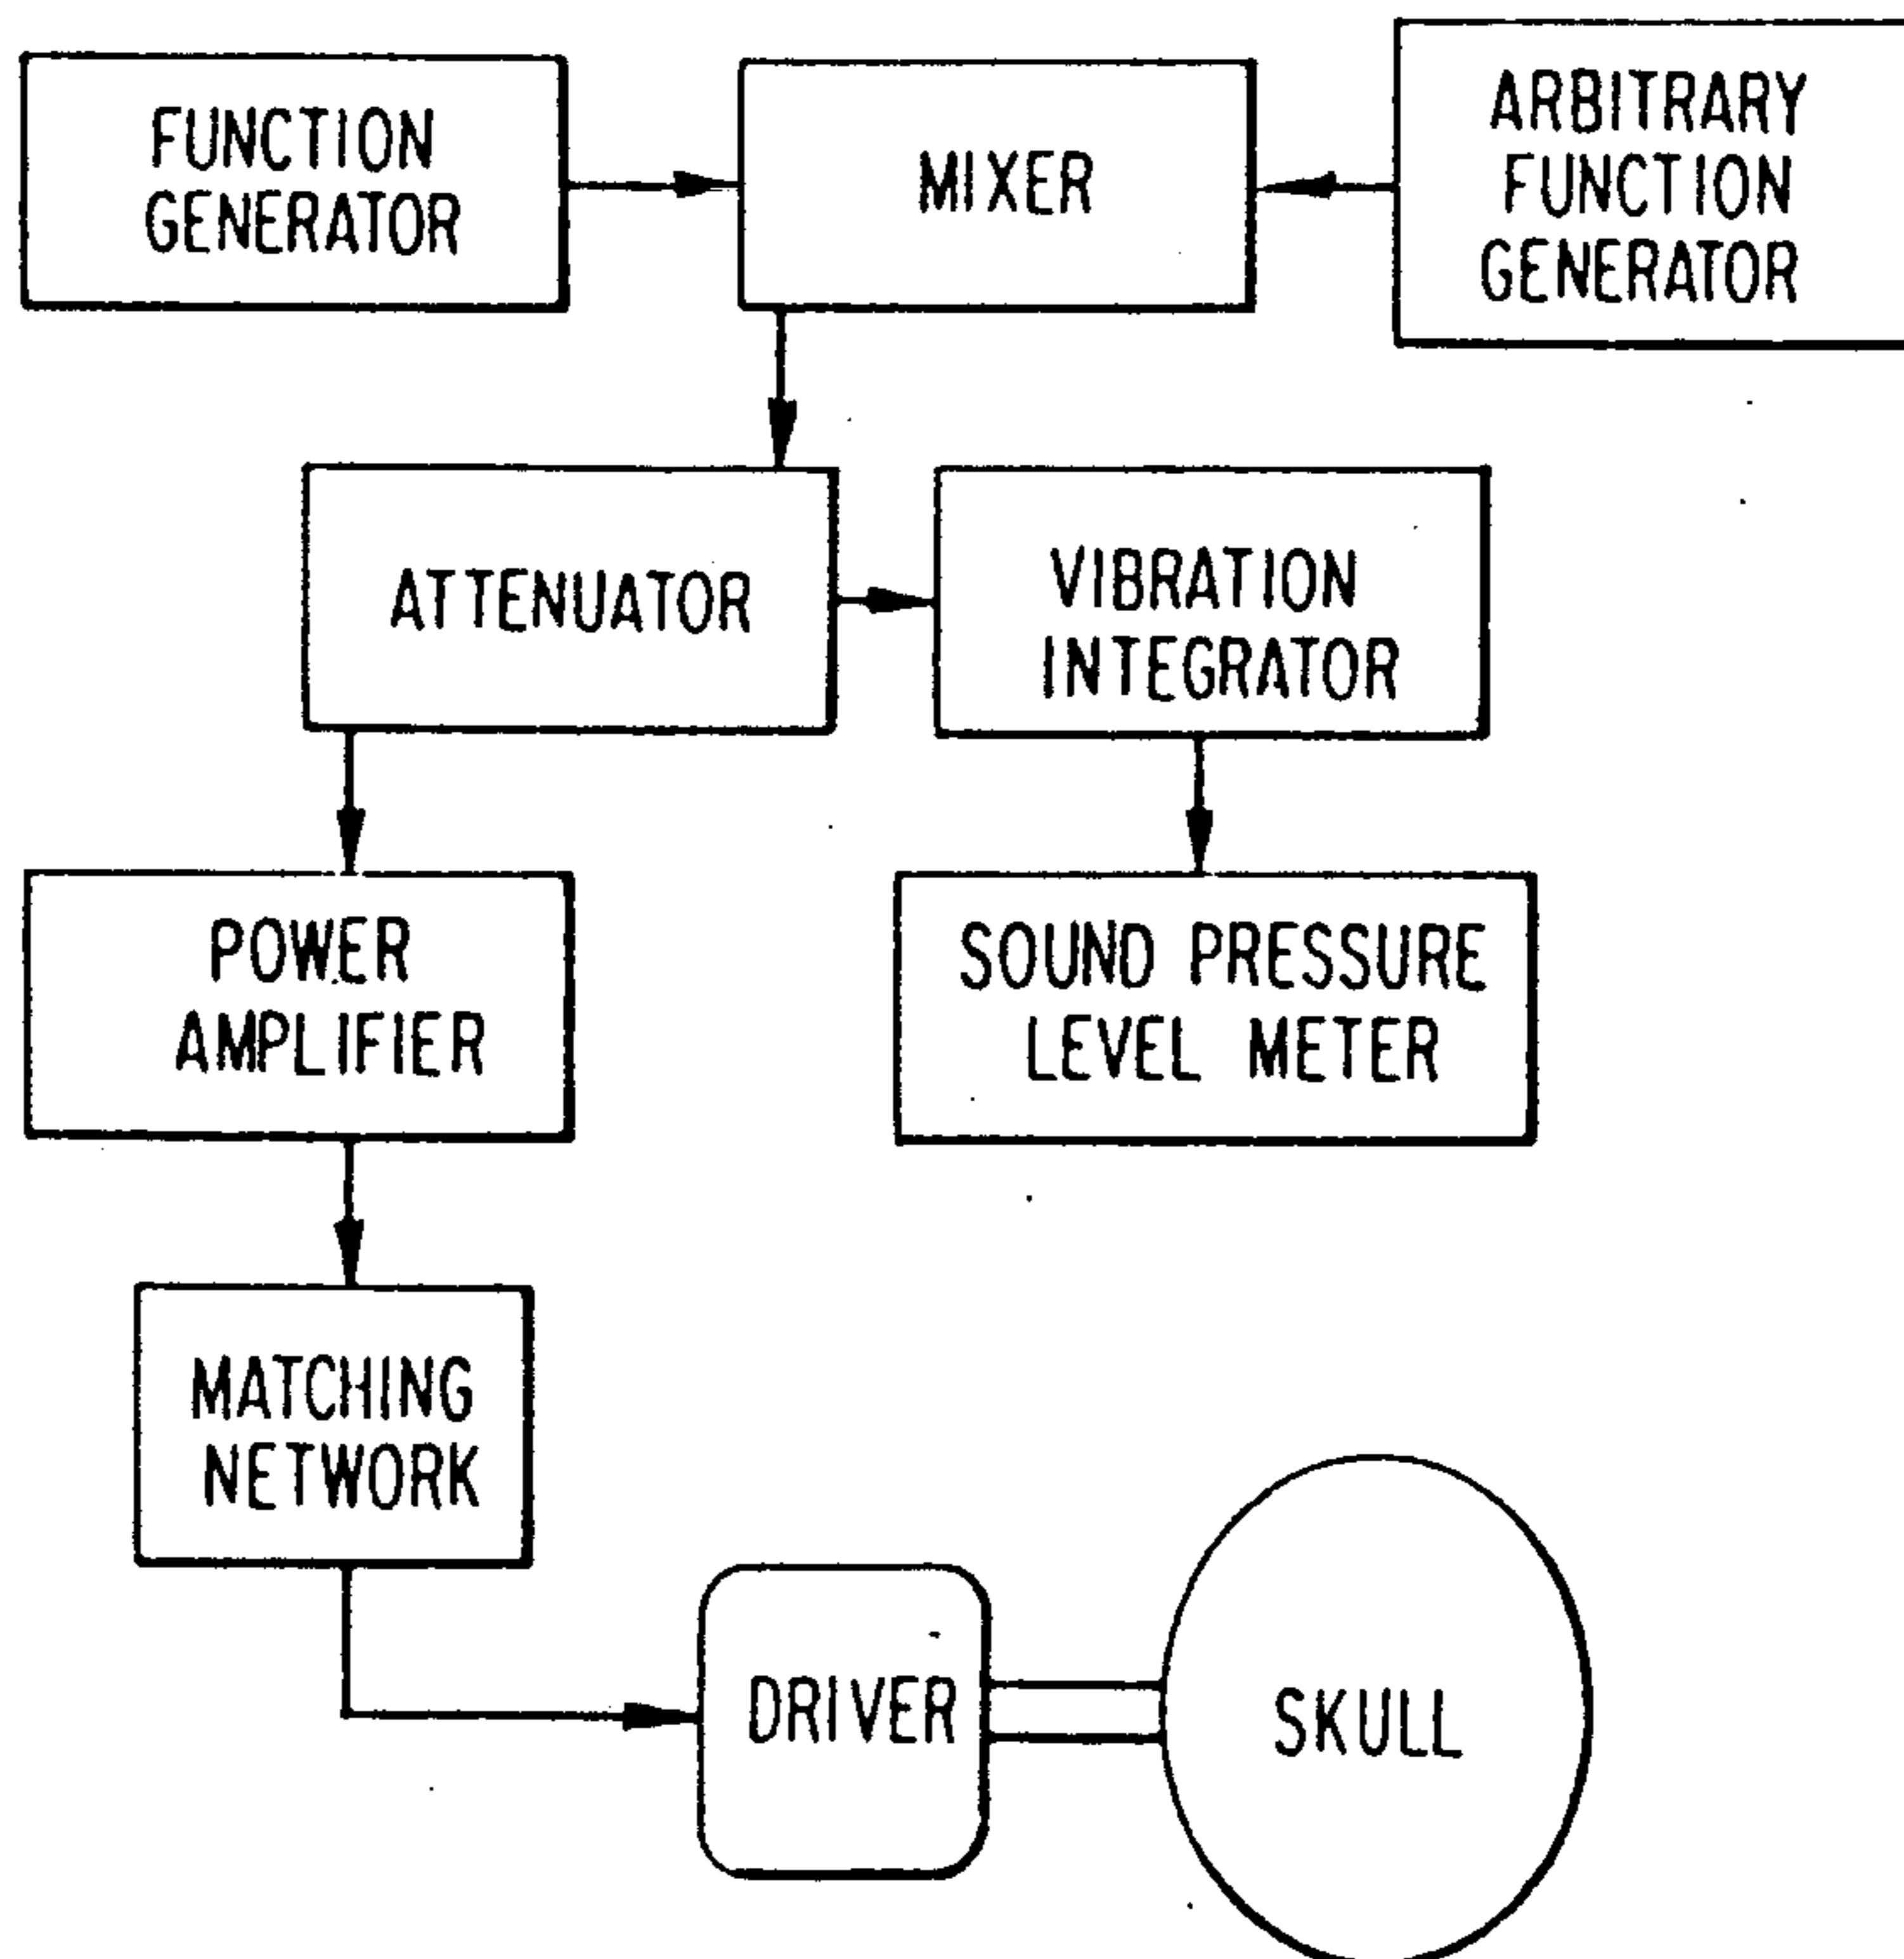 FUNCTION
GENERATOR
MIXER
ARBITRARY
FUNCTION
GENERATOR
ATTENUATOR
VIBRATION
INTEGRATOR
POWER
AMPLIFIER
SOUND PRESSURE
LEVEL METER
MATCHING
NETWORK
DRIVER
SKULL